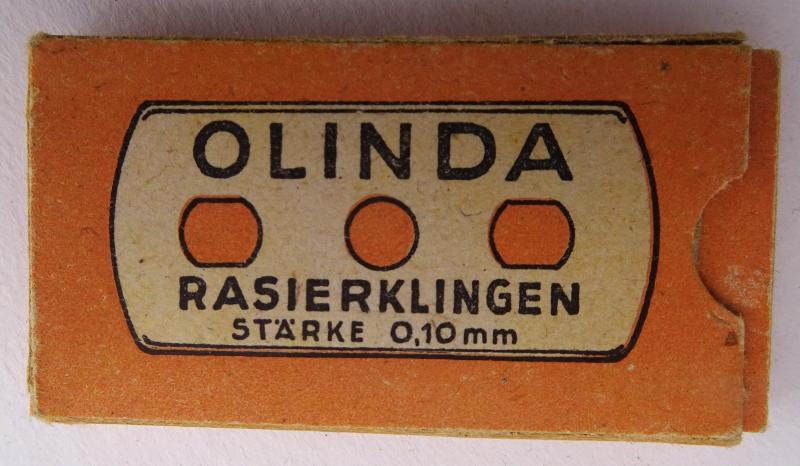 OLINDA
RASIERKLINGEN
STÄRKE 0,10mm